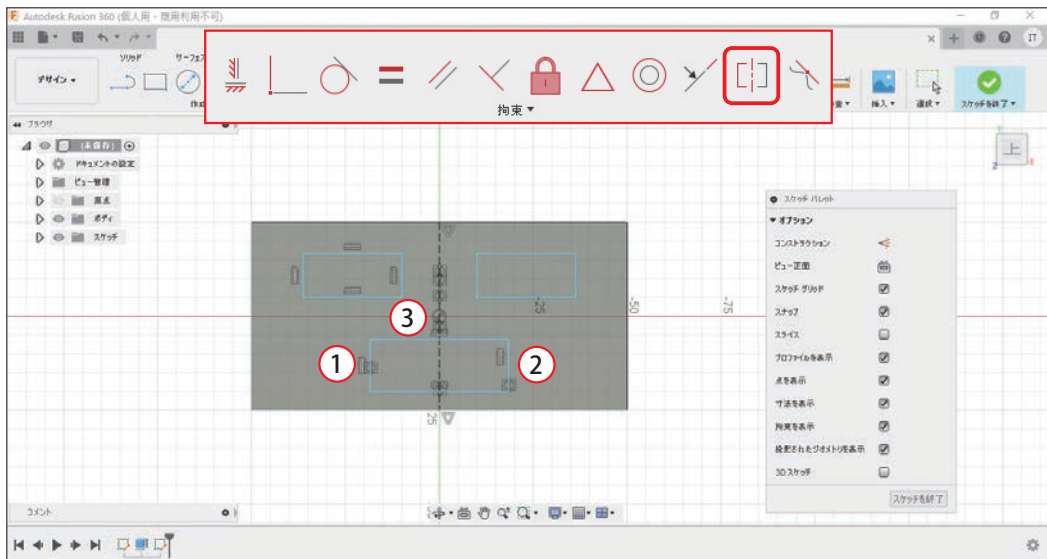 Autodesk Fusion 360 (個人用 - 商用利用不可)
IT
ソリッド
サーフェス
デザイン
拘束
挿入
選択
スケッチを終了
ブラウザ
(未保存)
ドキュメントの設定
ビュー管理
原点
ボディ
スケッチ
上
Z
スケッチ パレット
オプション
コンストラクション
ビュー正面
スケッチ グリッド
スナップ
スライス
プロファイルを表示
点を表示
寸法を表示
拘束を表示
投影されたジオメトリを表示
3D スケッチ
スケッチを終了
-25
-50
-75
③
①
②
25
コメント